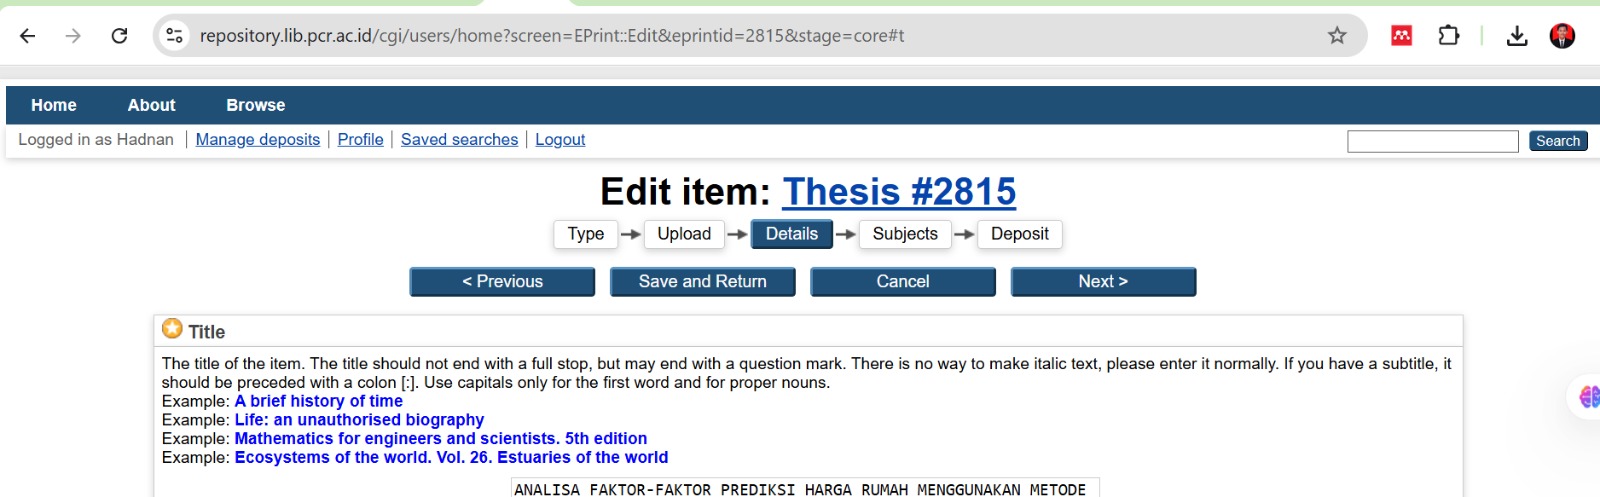 repository.lib.pcr.ac.id/cgi/users/home?screen=EPrint::Edit&eprintid=2815&stage=core#t
Home About Browse
Logged in as Hadnan | Manage deposits | Profile | Saved searches | Logout Search
Edit item: Thesis #2815
Type Upload Details Subjects Deposit
< Previous Save and Return Cancel Next >
Title
The title of the item. The title should not end with a full stop, but may end with a question mark. There is no way to make italic text, please enter it normally. If you have a subtitle, it
should be preceded with a colon [:]. Use capitals only for the first word and for proper nouns.
Example: A brief history of time
Example: Life: an unauthorised biography
Example: Mathematics for engineers and scientists. 5th edition
Example: Ecosystems of the world. Vol. 26. Estuaries of the world
ANALISA FAKTOR-FAKTOR PREDIKSI HARGA RUMAH MENGGUNAKAN METODE